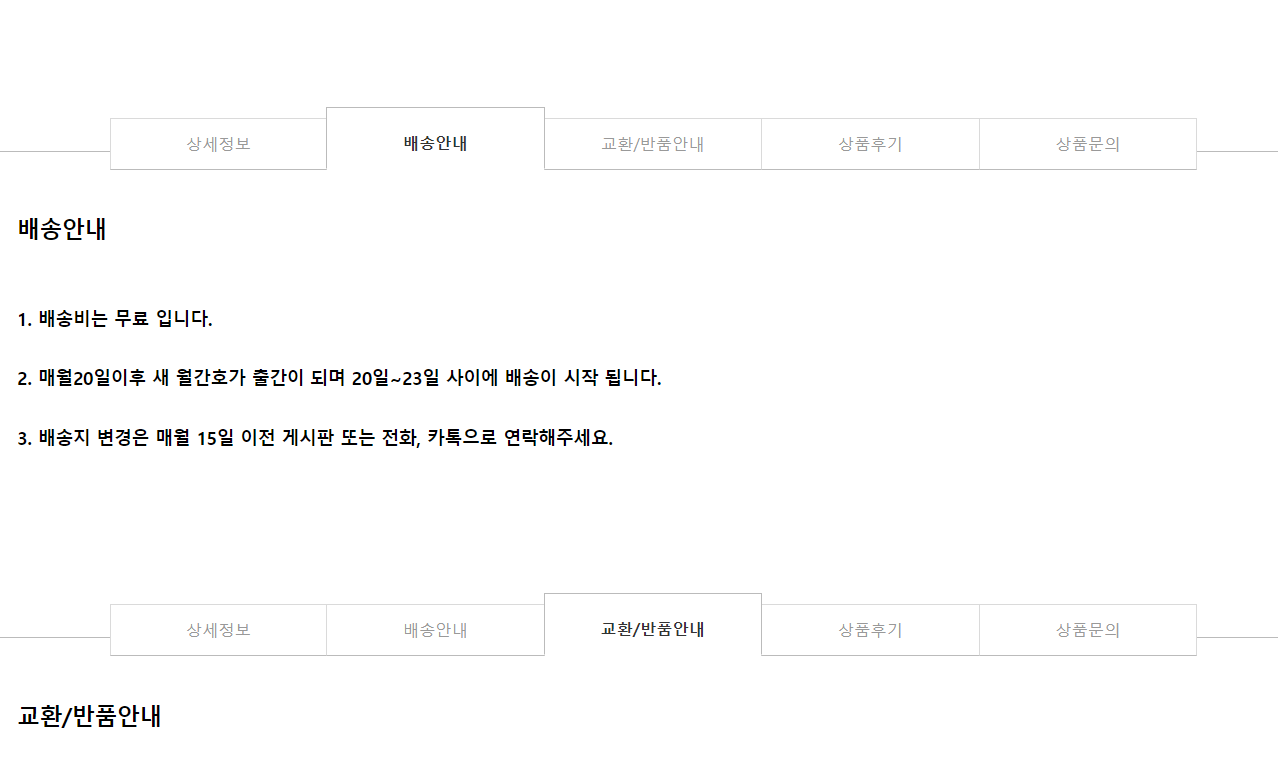 상세정보 배송안내 교환/반품안내 상품후기 상품문의
배송안내
1. 배송비는 무료 입니다.
2. 매월20일이후 새 월간호가 출간이 되며 20일~23일 사이에 배송이 시작 됩니다.
3. 배송지 변경은 매월 15일 이전 게시판 또는 전화, 카톡으로 연락해주세요.
상세정보 배송안내 교환/반품안내 상품후기 상품문의
교환/반품안내